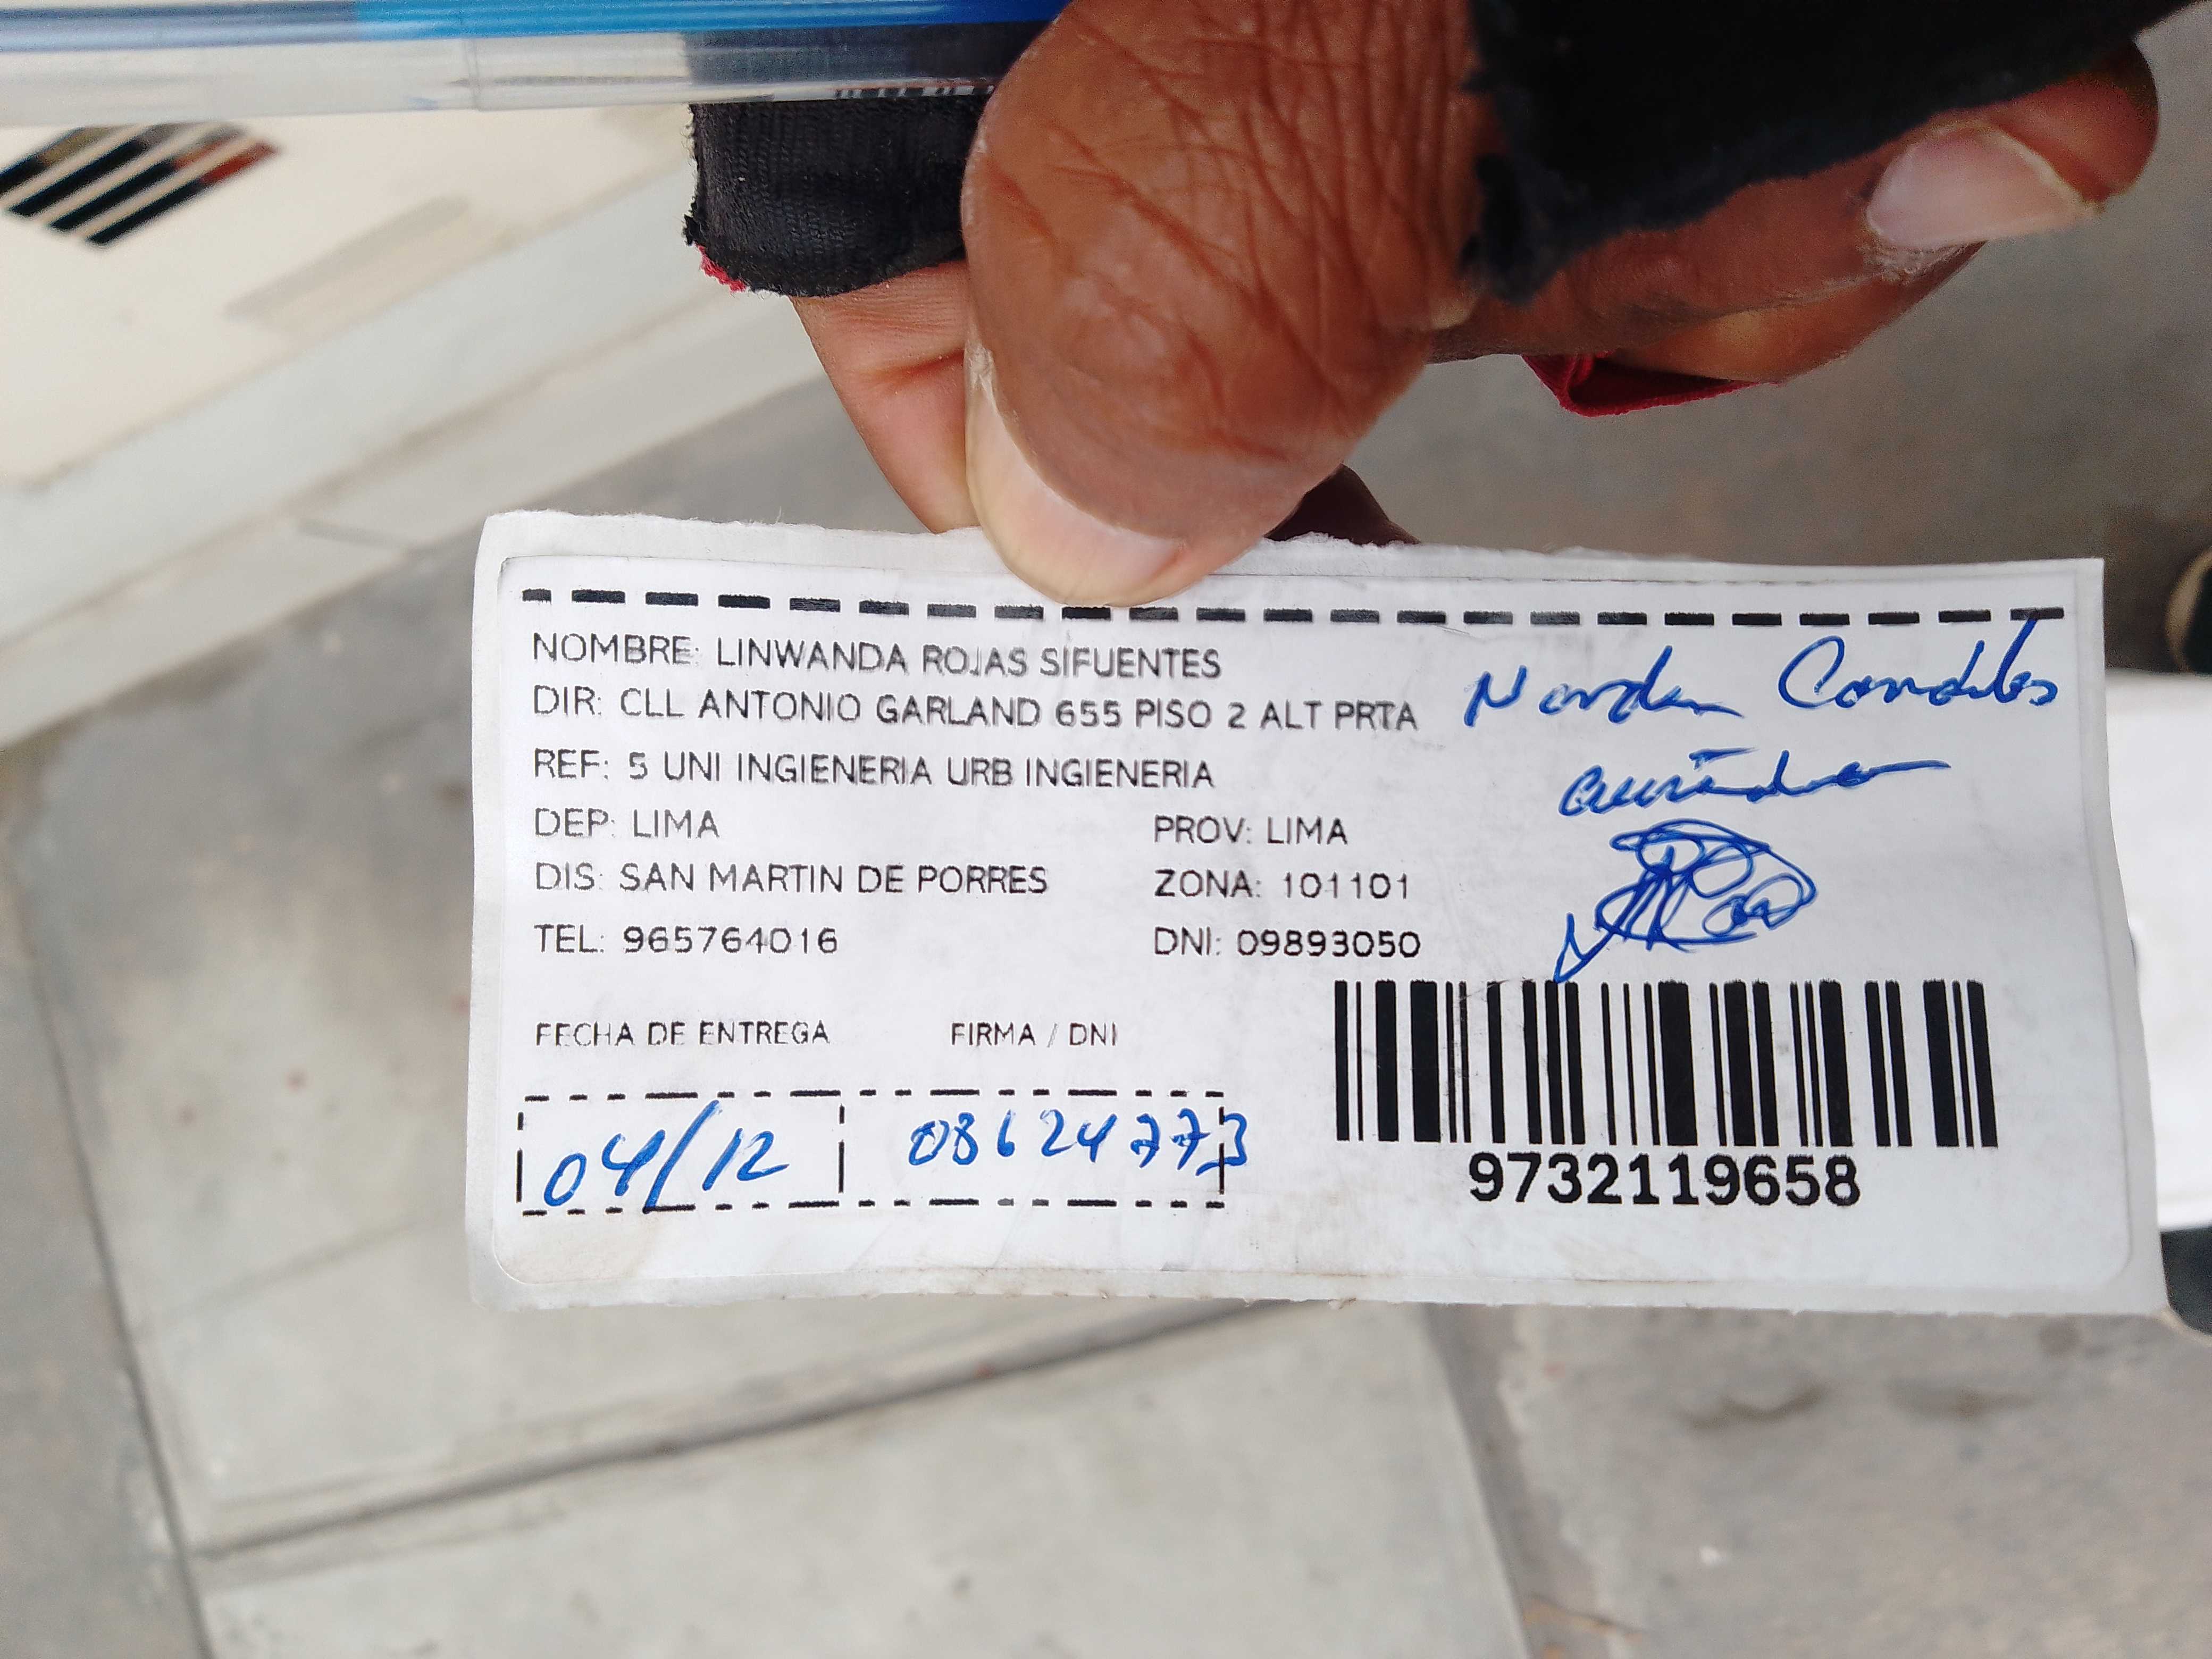 NOMBRE: LINWANDA ROJAS SIFUENTES
DIR: CLL ANTONIO GARLAND 655 PISO 2 ALT PRTA
REF: 5 UNI INGIENERIA URB INGIENERIA
DEP: LIMA PROV: LIMA
DIS: SAN MARTIN DE PORRES ZONA: 101101
TEL: 965764016 DNI: 09893050
FECHA DE ENTREGA FIRMA / DNI
04/12 08624773
9732119658